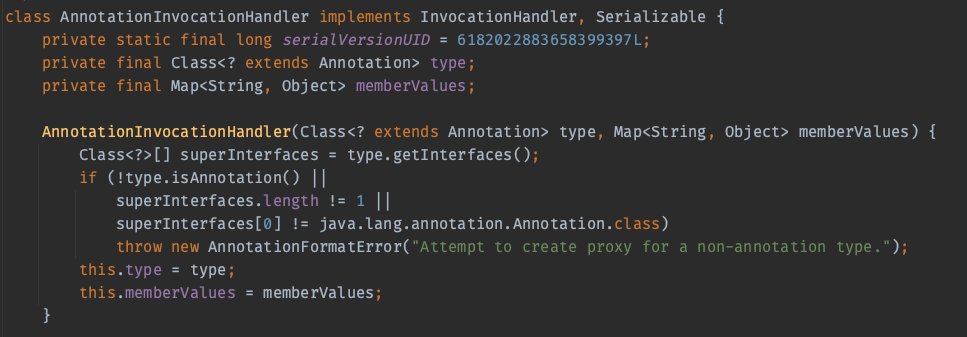 class AnnotationInvocationHandler implements InvocationHandler, Serializable {
    private static final long serialVersionUID = 6182022883658399397L;
    private final Class<? extends Annotation> type;
    private final Map<String, Object> memberValues;

    AnnotationInvocationHandler(Class<? extends Annotation> type, Map<String, Object> memberValues) {
        Class<?>[] superInterfaces = type.getInterfaces();
        if (!type.isAnnotation() ||
            superInterfaces.length != 1 ||
            superInterfaces[0] != java.lang.annotation.Annotation.class)
            throw new AnnotationFormatError("Attempt to create proxy for a non-annotation type.");
        this.type = type;
        this.memberValues = memberValues;
    }